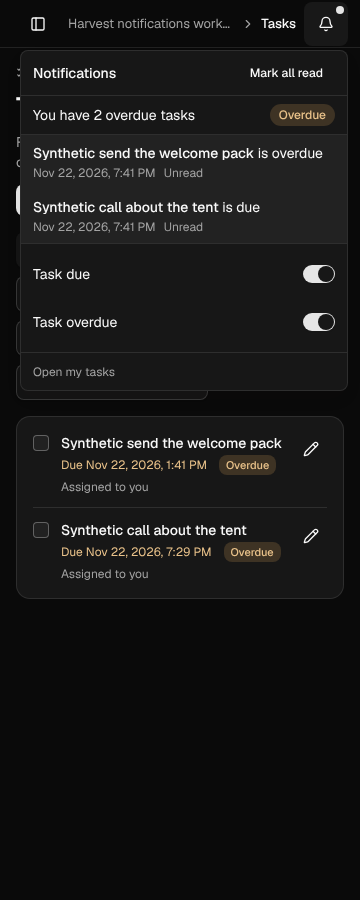 Harvest notifications work... > Tasks
Notifications
Mark all read
You have 2 overdue tasks
Overdue
Synthetic send the welcome pack is overdue
Nov 22, 2026, 7:41 PM Unread
Synthetic call about the tent is due
Nov 22, 2026, 7:41 PM Unread
Task due
Task overdue
Open my tasks
Synthetic send the welcome pack
Due Nov 22, 2026, 1:41 PM Overdue
Assigned to you
Synthetic call about the tent
Due Nov 22, 2026, 7:29 PM Overdue
Assigned to you